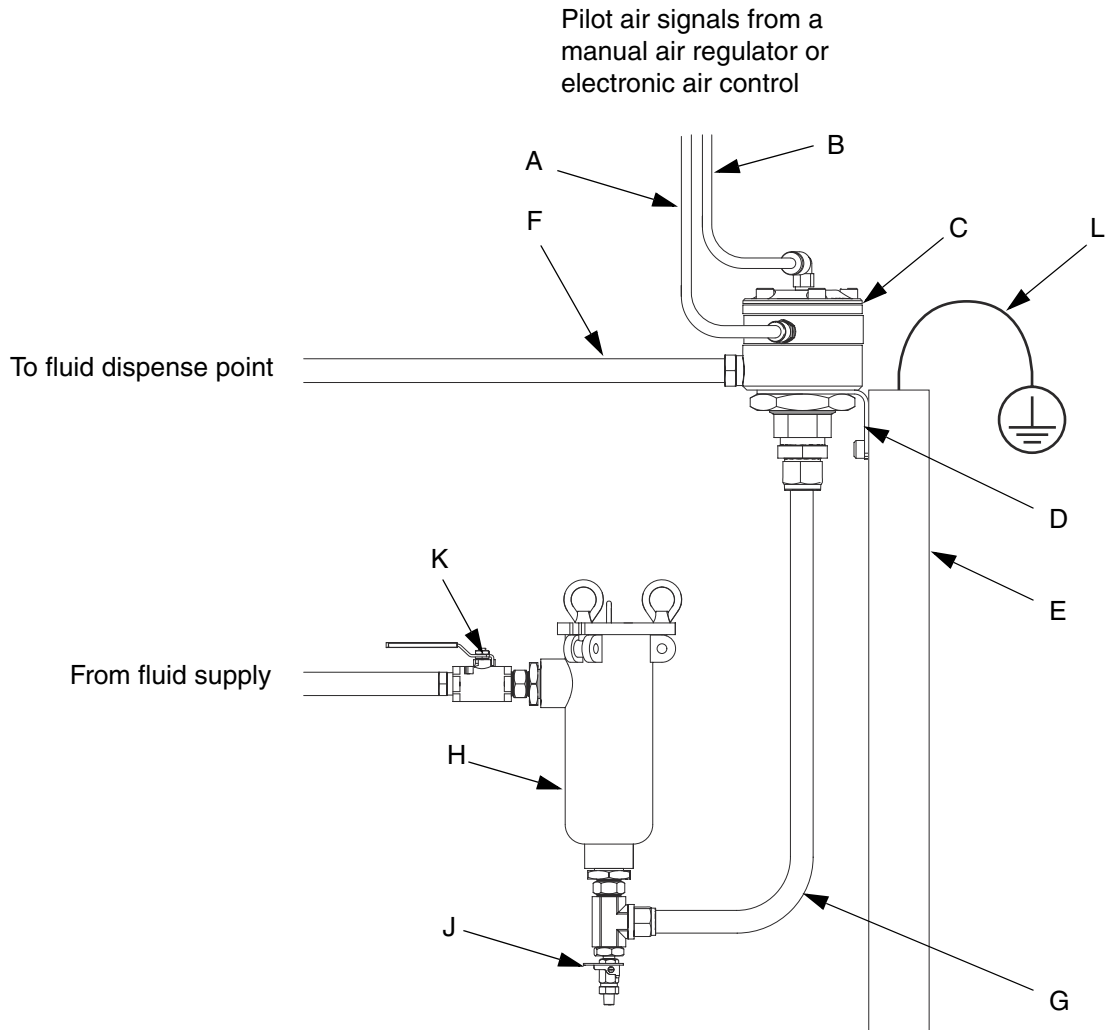 Pilot air signals from a
manual air regulator or
electronic air control
A
B
F
C
L
To fluid dispense point
D
K
E
From fluid supply
H
J
G